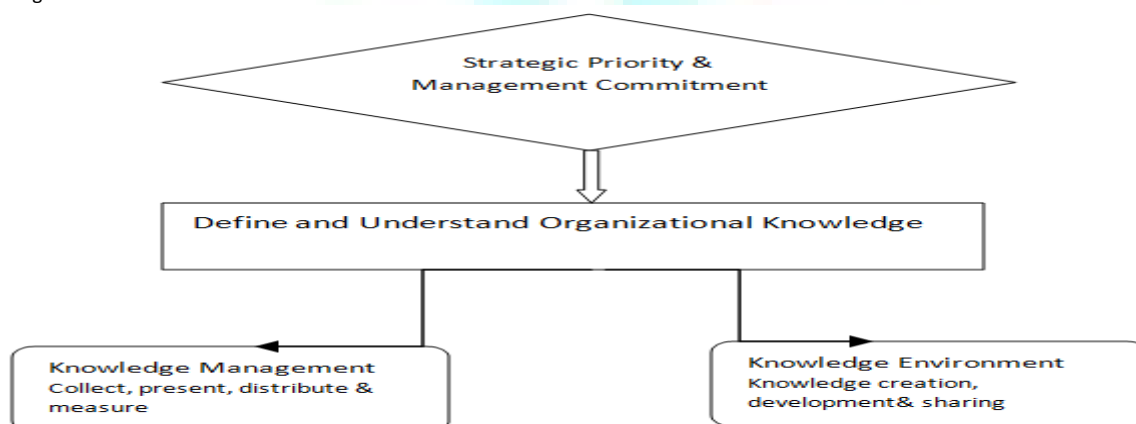 Strategic Priority &
Management Commitment
Define and Understand Organizational Knowledge
Knowledge Management
Collect, present, distribute &
measure
Knowledge Environment
Knowledge creation,
development& sharing